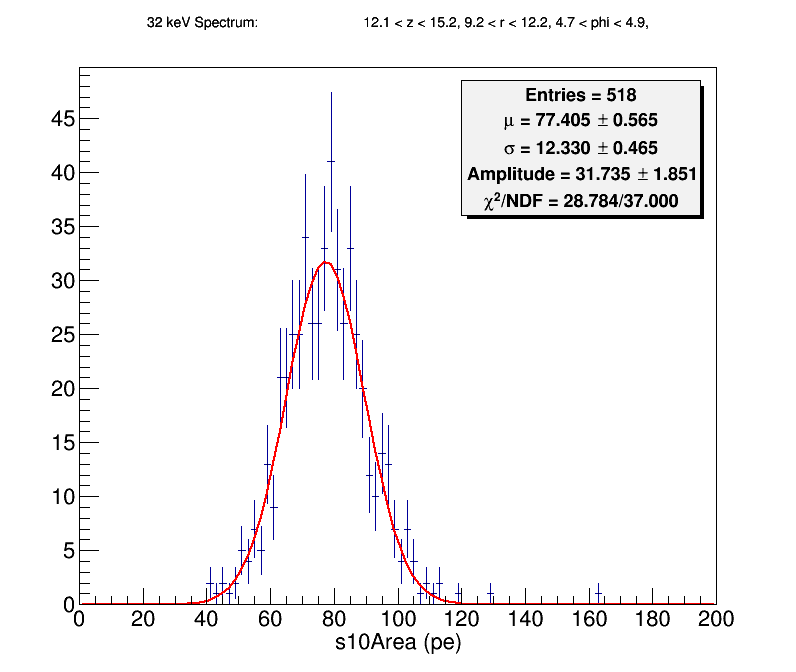 32 keV Spectrum: 12.1 < z < 15.2, 9.2 < r < 12.2, 4.7 < phi < 4.9,
Entries = 518
μ = 77.405 ± 0.565
σ = 12.330 ± 0.465
Amplitude = 31.735 ± 1.851
χ²/NDF = 28.784/37.000
45
40
35
30
25
20
15
10
5
0
0 20 40 60 80 100 120 140 160 180 200
s10Area (pe)